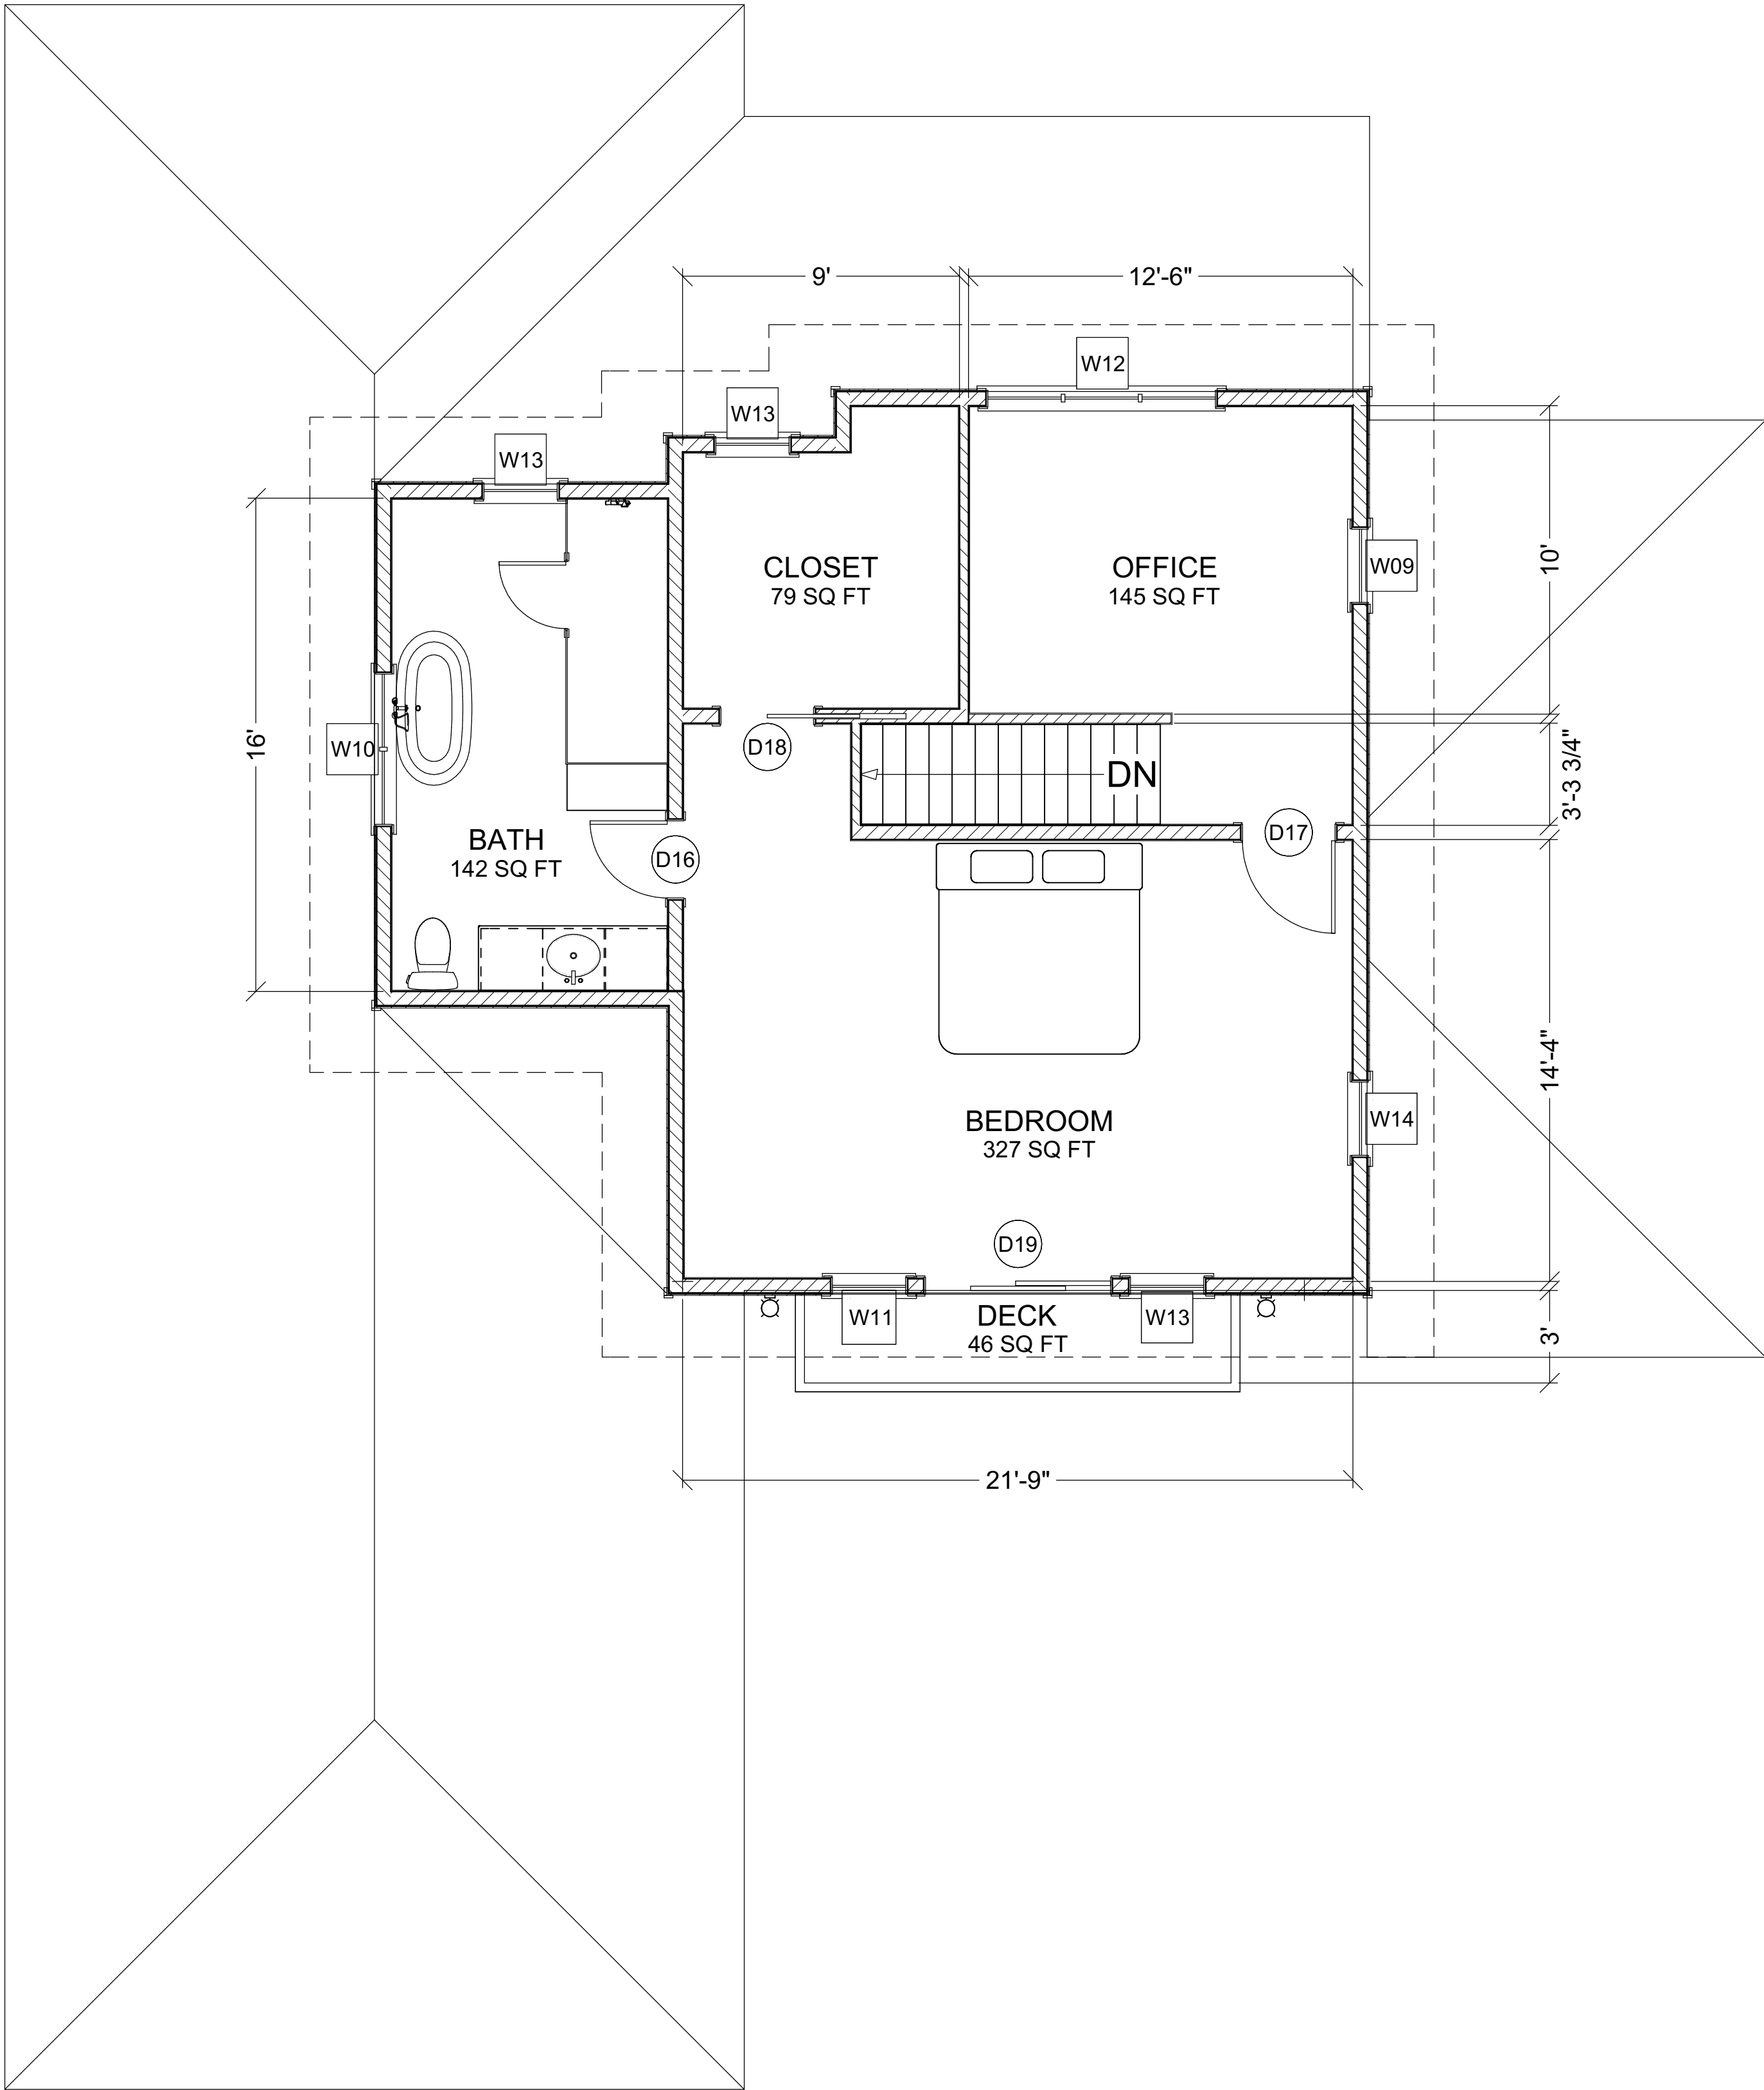 9'
12'-6"
W12
W13
W13
CLOSET
79 SQ FT
OFFICE
145 SQ FT
W09
10'
16'
W10
D18
DN
3'-3 3/4"
BATH
142 SQ FT
D16
D17
14'-4"
BEDROOM
327 SQ FT
W14
D19
W11
DECK
46 SQ FT
W13
3'
21'-9"